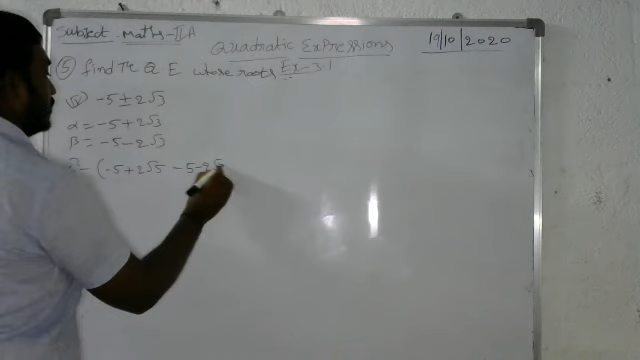 Subject Maths-IIA
Quadratic Expressions
19/10/2020
⑤ find The Q E whose roots Ex-3.1
-5±2√3
α=-5+2√3
β=-5-2√3
(-5+2√5 -5-2√